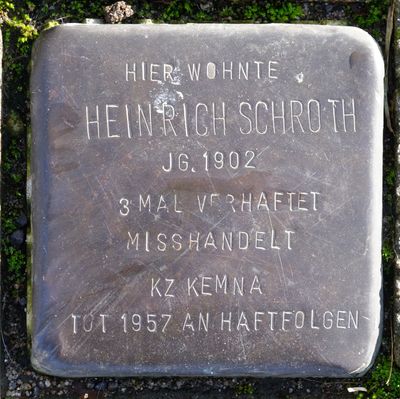 HIER WOHNTE
HEINRICH SCHROTH
JG. 1902
3 MAL VERHAFTET
MISSHANDELT
KZ KEMNA
TOT 1957 AN HAFTFOLGEN